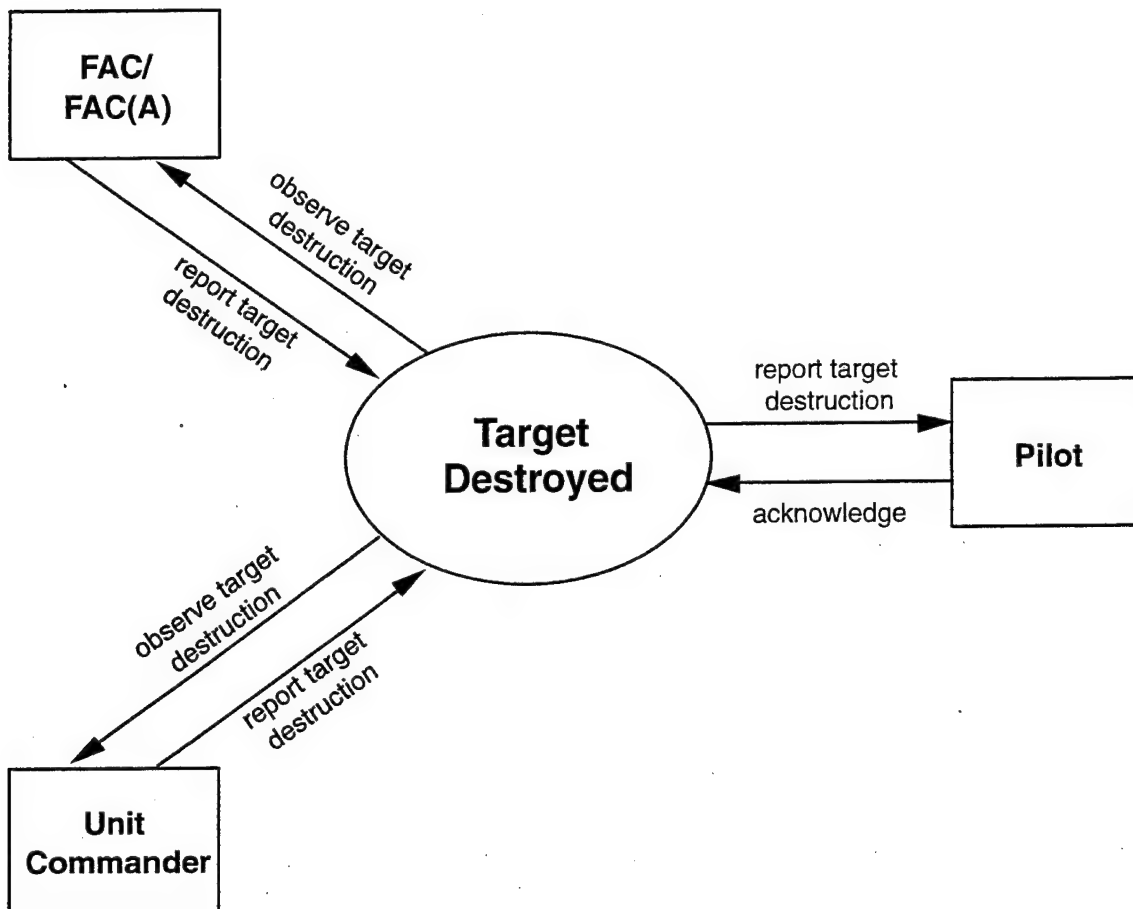 FAC/
FAC(A)
observe target
destruction
report target
destruction
Target
Destroyed
report target
destruction
Pilot
acknowledge
observe target
destruction
report target
destruction
Unit
Commander